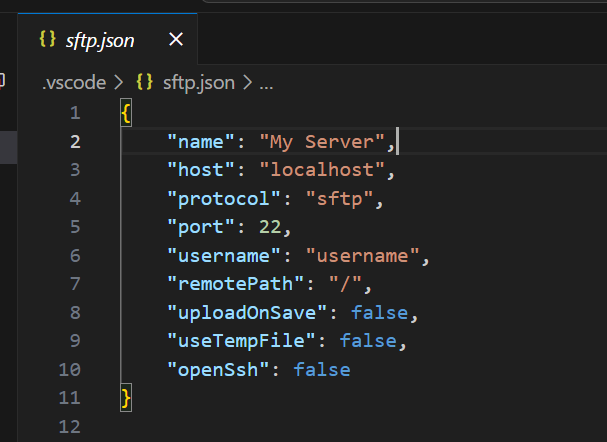 {} sftp.json ×
.vscode > {} sftp.json > ...
1 {
2     "name": "My Server",
3     "host": "localhost",
4     "protocol": "sftp",
5     "port": 22,
6     "username": "username",
7     "remotePath": "/",
8     "uploadOnSave": false,
9     "useTempFile": false,
10     "openSsh": false
11 }
12